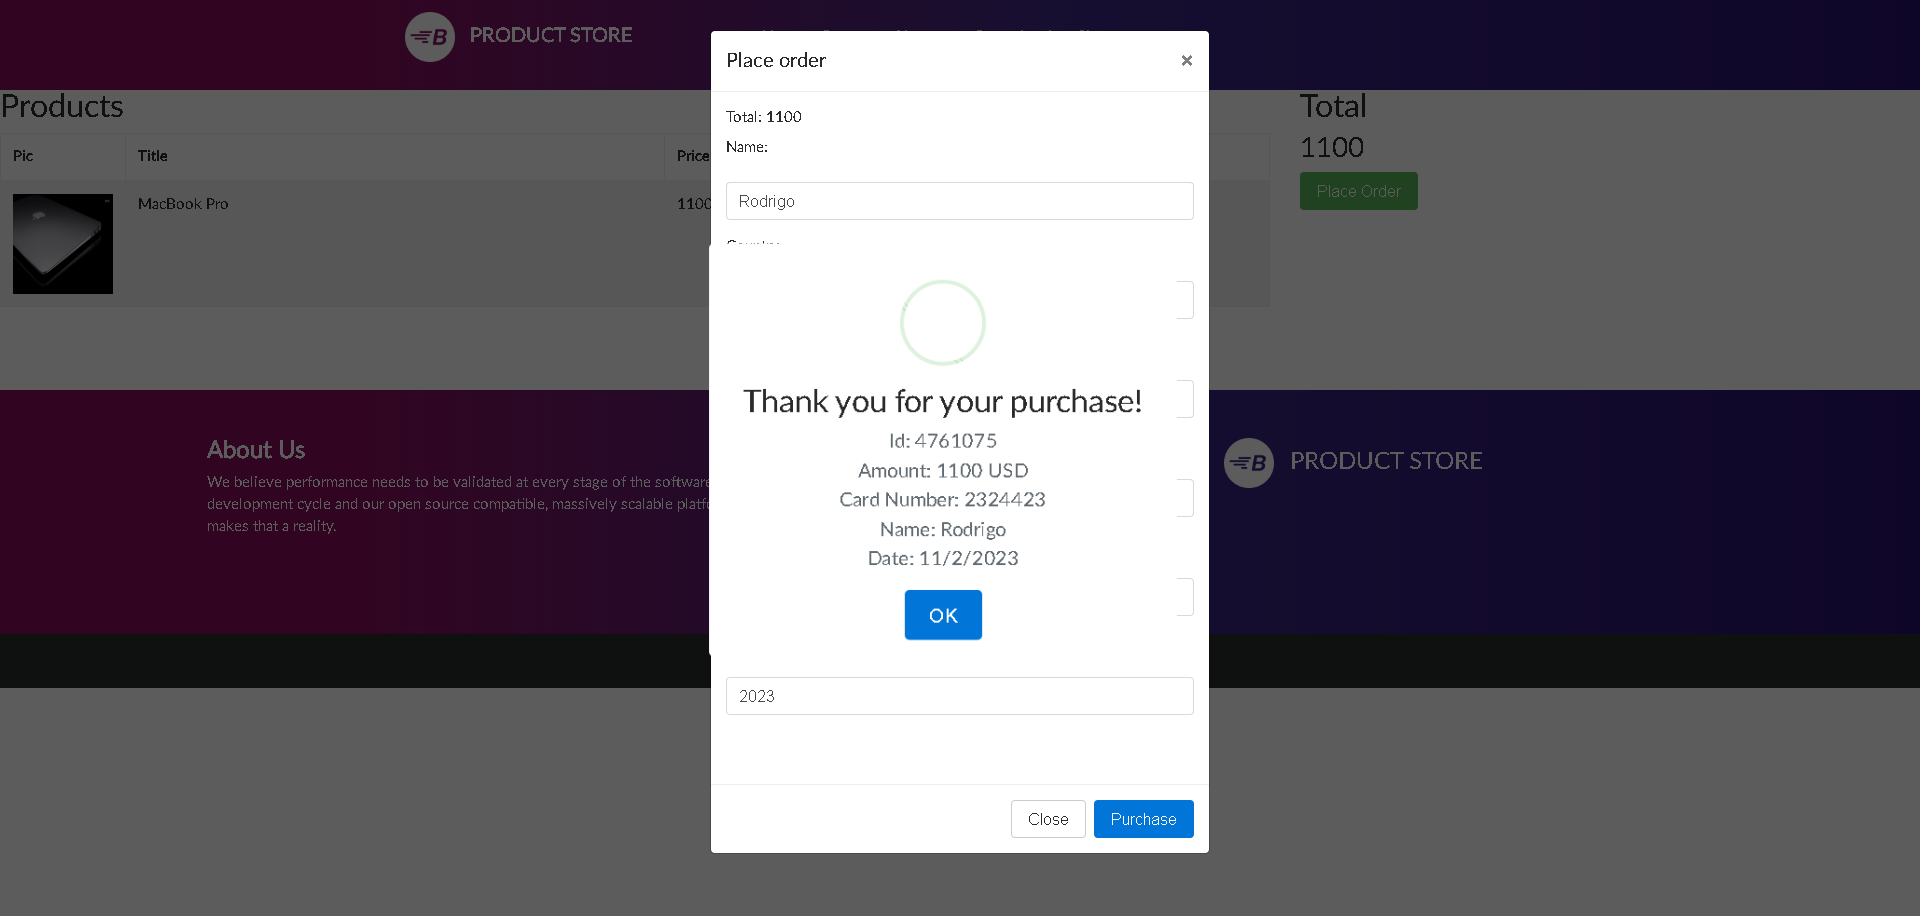 B PRODUCT STORE
Place order
×
Products
Total
Total: 1100
1100
Name:
Pic
Title
Price
Place Order
MacBook Pro
1100
Rodrigo
Thank you for your purchase!
Id: 4761075
Amount: 1100 USD
Card Number: 2324423
Name: Rodrigo
Date: 11/2/2023
OK
About Us
We believe performance needs to be validated at every stage of the software
development cycle and our open source compatible, massively scalable
makes that a reality.
B PRODUCT STORE
2023
Close
Purchase